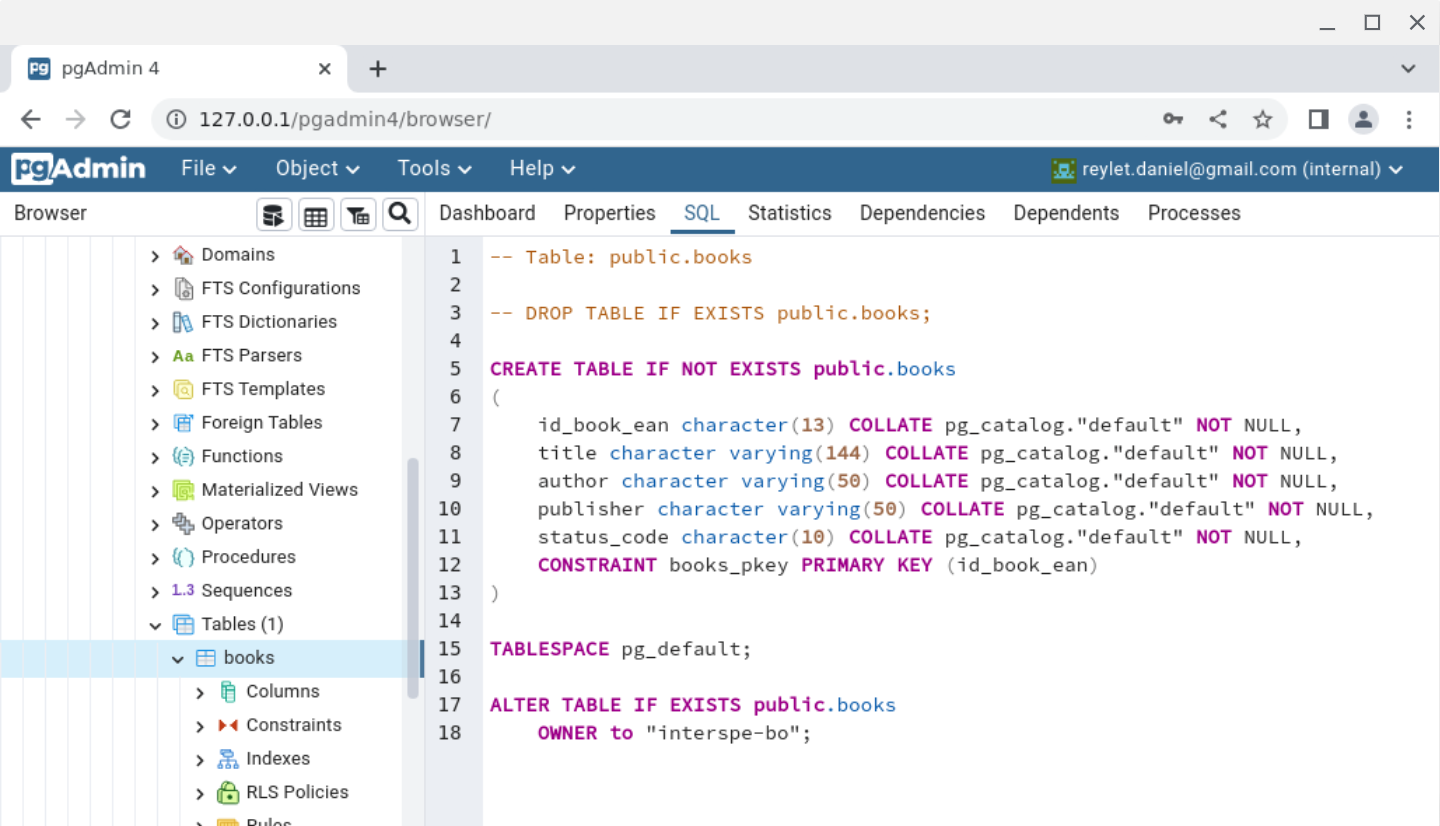 pgAdmin 4
127.0.0.1/pgadmin4/browser/
pgAdmin File Object Tools Help reylet.daniel@gmail.com (internal)
Browser Dashboard Properties SQL Statistics Dependencies Dependents Processes
Domains
FTS Configurations
FTS Dictionaries
Aa FTS Parsers
FTS Templates
Foreign Tables
Functions
Materialized Views
Operators
Procedures
1..3 Sequences
Tables (1)
books
Columns
Constraints
Indexes
RLS Policies
Rules
1 -- Table: public.books
2
3 -- DROP TABLE IF EXISTS public.books;
4
5 CREATE TABLE IF NOT EXISTS public.books
6 (
7     id_book_ean character(13) COLLATE pg_catalog."default" NOT NULL,
8     title character varying(144) COLLATE pg_catalog."default" NOT NULL,
9     author character varying(50) COLLATE pg_catalog."default" NOT NULL,
10     publisher character varying(50) COLLATE pg_catalog."default" NOT NULL,
11     status_code character(10) COLLATE pg_catalog."default" NOT NULL,
12     CONSTRAINT books_pkey PRIMARY KEY (id_book_ean)
13 )
14
15 TABLESPACE pg_default;
16
17 ALTER TABLE IF EXISTS public.books
18     OWNER to "interspe-bo";